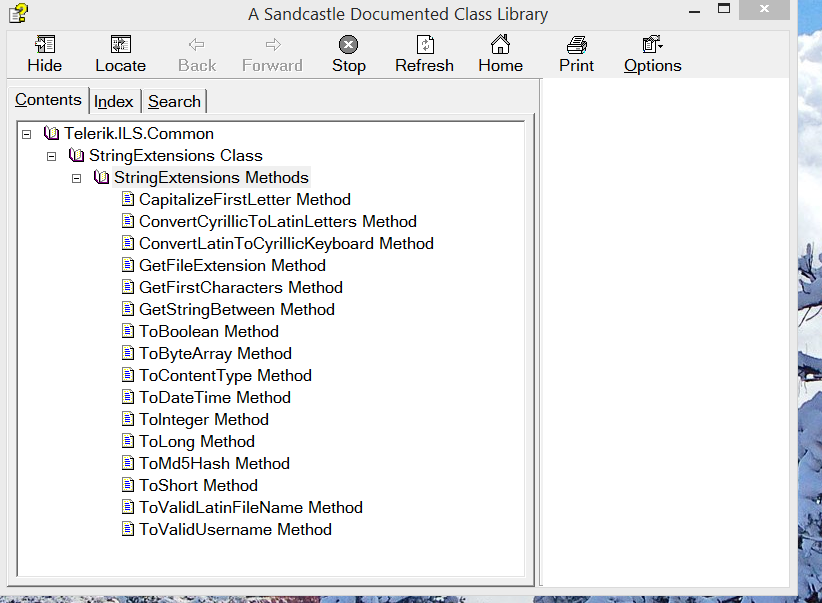 A Sandcastle Documented Class Library
Hide Locate Back Forward Stop Refresh Home Print Options
Contents Index Search
Telerik.ILS.Common
StringExtensions Class
StringExtensions Methods
CapitalizeFirstLetter Method
ConvertCyrillicToLatinLetters Method
ConvertLatinToCyrillicKeyboard Method
GetFileExtension Method
GetFirstCharacters Method
GetStringBetween Method
ToBoolean Method
ToByteArray Method
ToContentType Method
ToDateTime Method
ToInteger Method
ToLong Method
ToMd5Hash Method
ToShort Method
ToValidLatinFileName Method
ToValidUsername Method